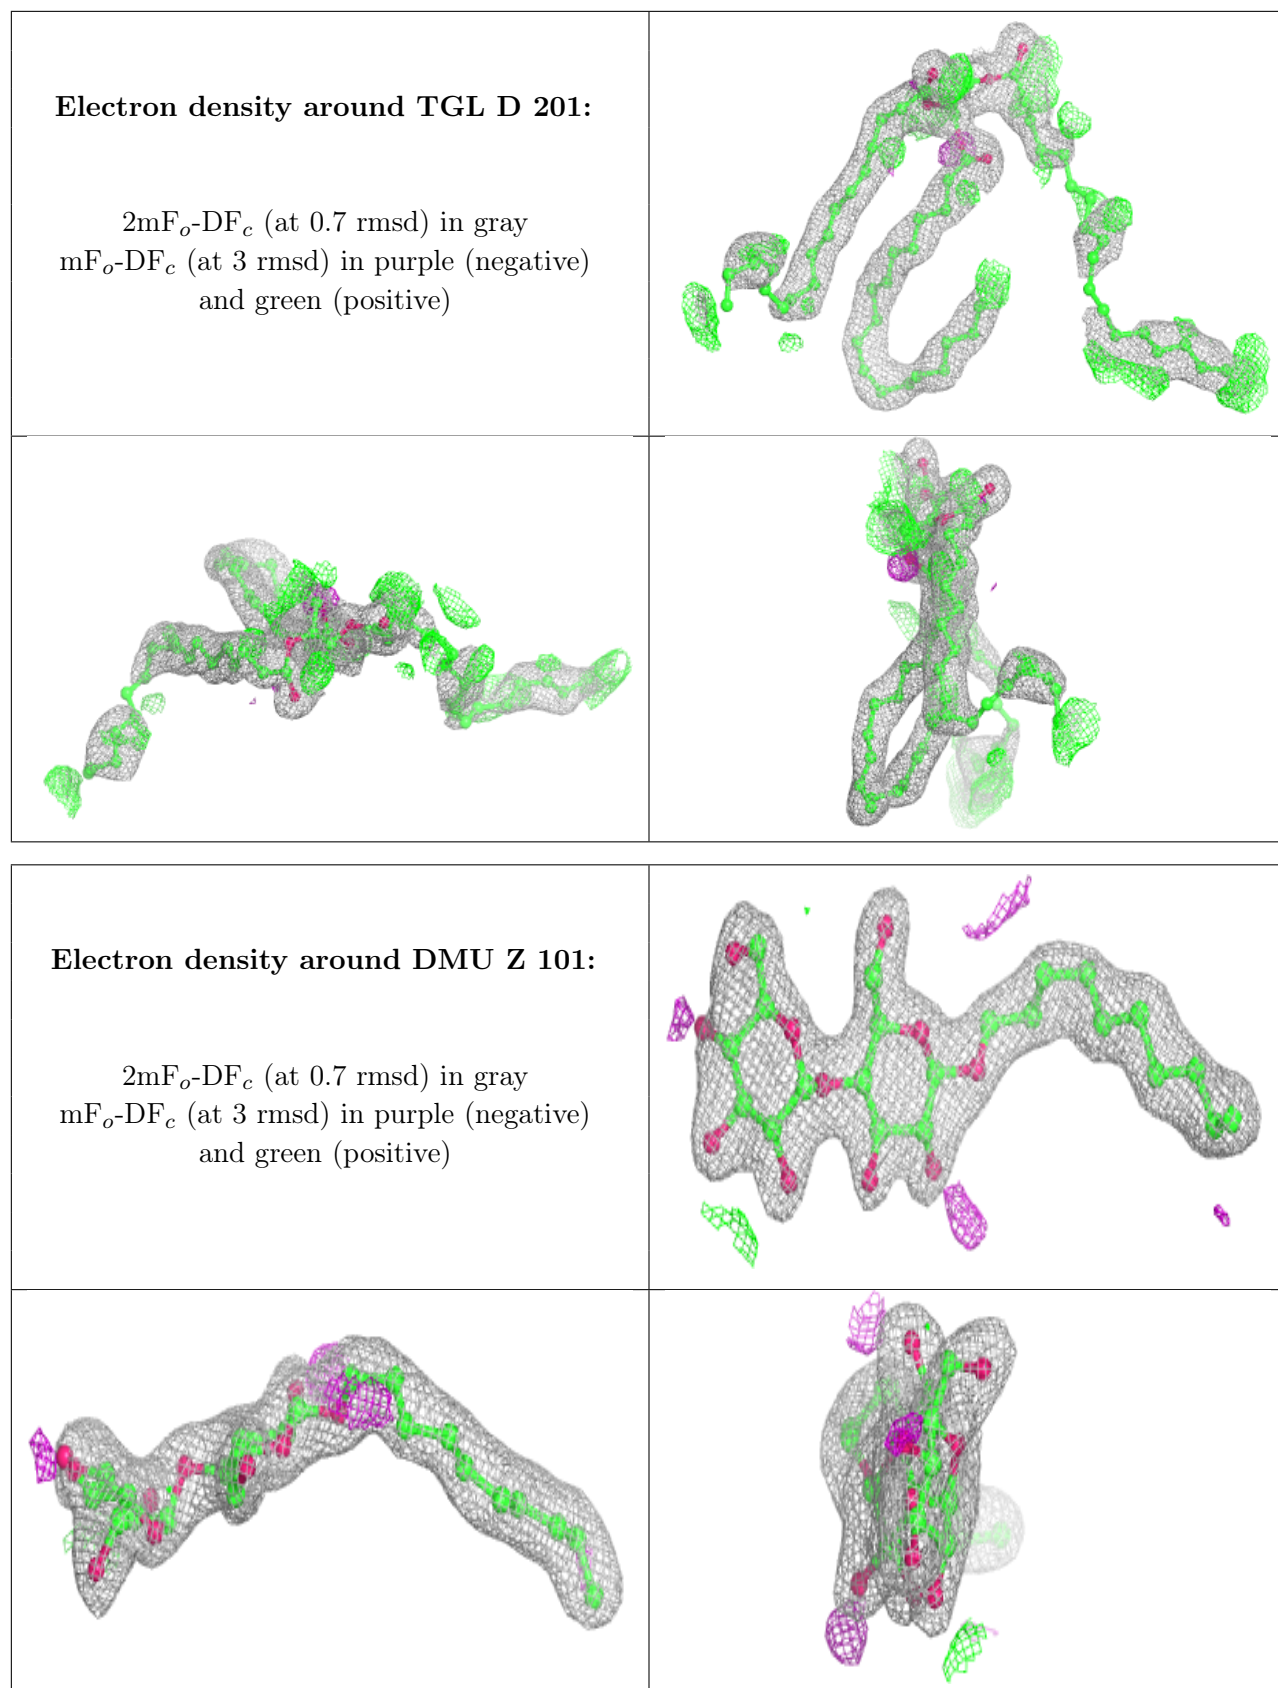 Electron density around TGL D 201:
2mFo-DFc (at 0.7 rmsd) in gray
mFo-DFc (at 3 rmsd) in purple (negative)
and green (positive)
Electron density around DMU Z 101:
2mFo-DFc (at 0.7 rmsd) in gray
mFo-DFc (at 3 rmsd) in purple (negative)
and green (positive)